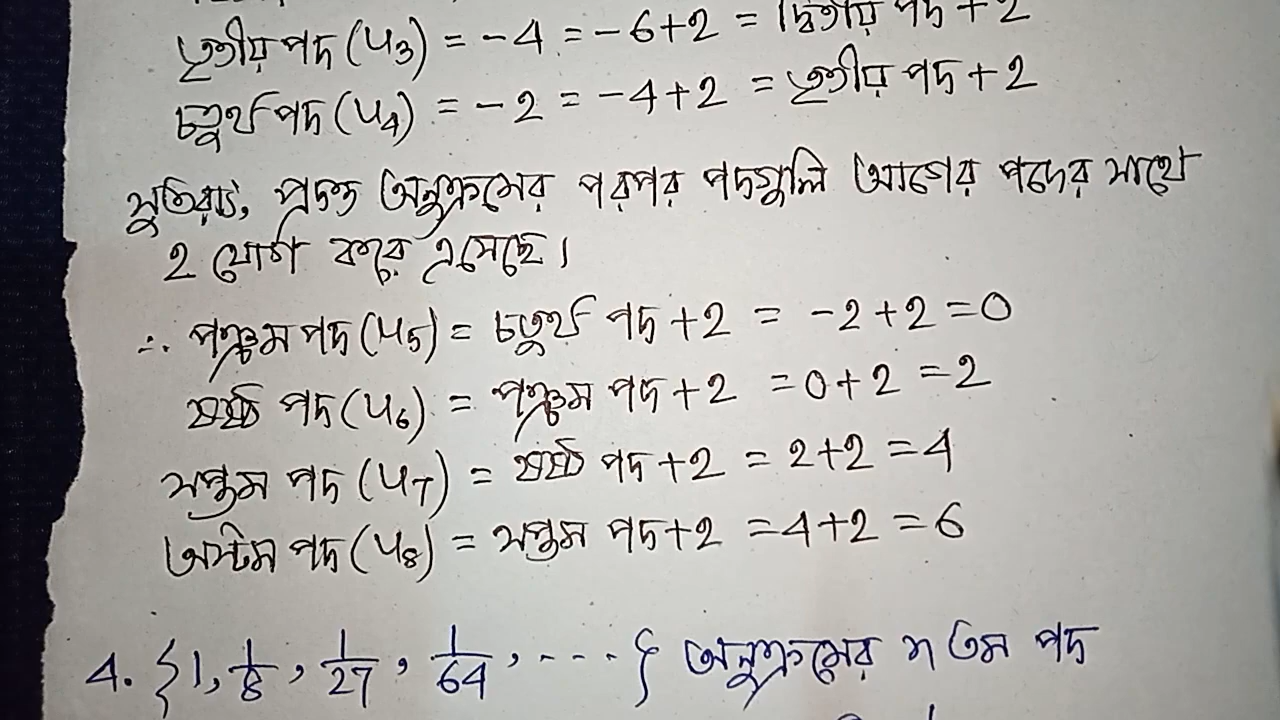 তৃতীয় পদ (u₃) = -4 = -6+2 = দ্বিতীয় পদ +2
চতুর্থ পদ (u₄) = -2 = -4+2 = তৃতীয় পদ +2
সুতরাং, প্রদত্ত অনুক্রমের পরপর পদগুলি আগের পদের সাথে
2 যোগ করে এসেছে।
∴ পঞ্চম পদ (u₅) = চতুর্থ পদ +2 = -2+2 = 0
ষষ্ঠ পদ (u₆) = পঞ্চম পদ +2 = 0+2 = 2
সপ্তম পদ (u₇) = ষষ্ঠ পদ +2 = 2+2 = 4
অষ্টম পদ (u₈) = সপ্তম পদ+2 = 4+2 = 6
4. {1, 1/8, 1/27, 1/64, ....} অনুক্রমের n তম পদ